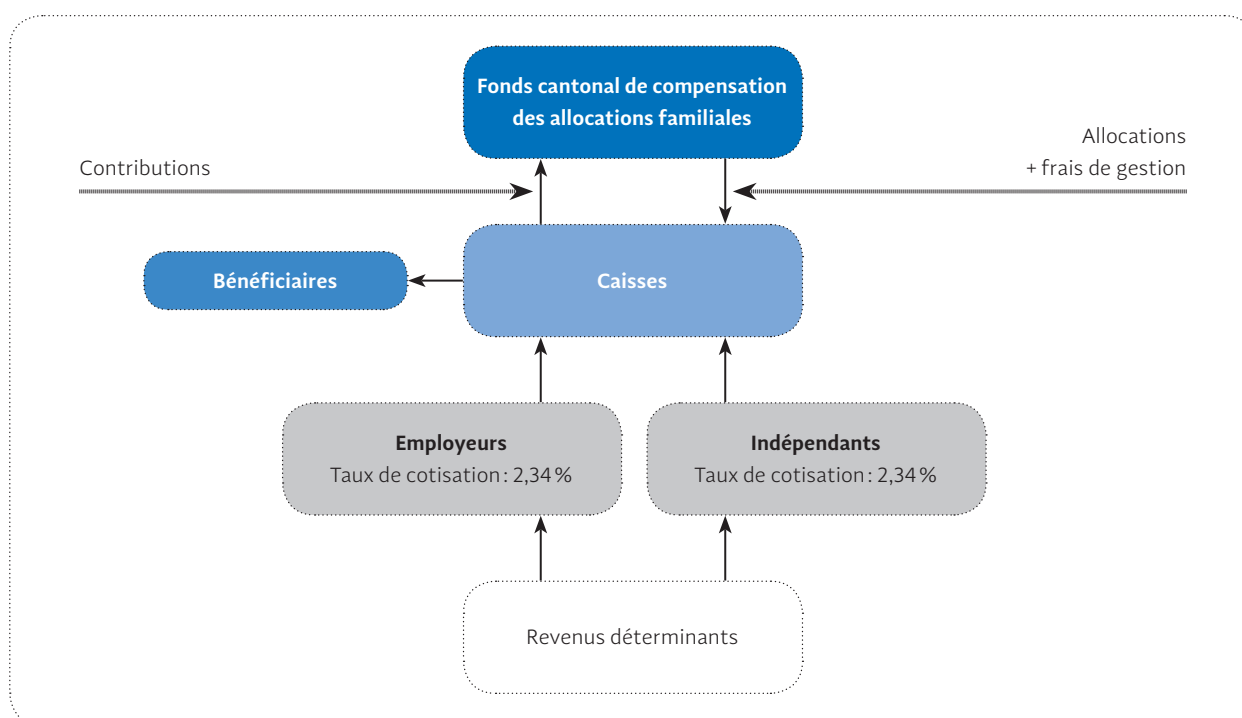 Fonds cantonal de compensation
des allocations familiales
Contributions
Allocations
+ frais de gestion
Bénéficiaires
Caisses
Employeurs
Taux de cotisation : 2,34 %
Indépendants
Taux de cotisation : 2,34 %
Revenus déterminants